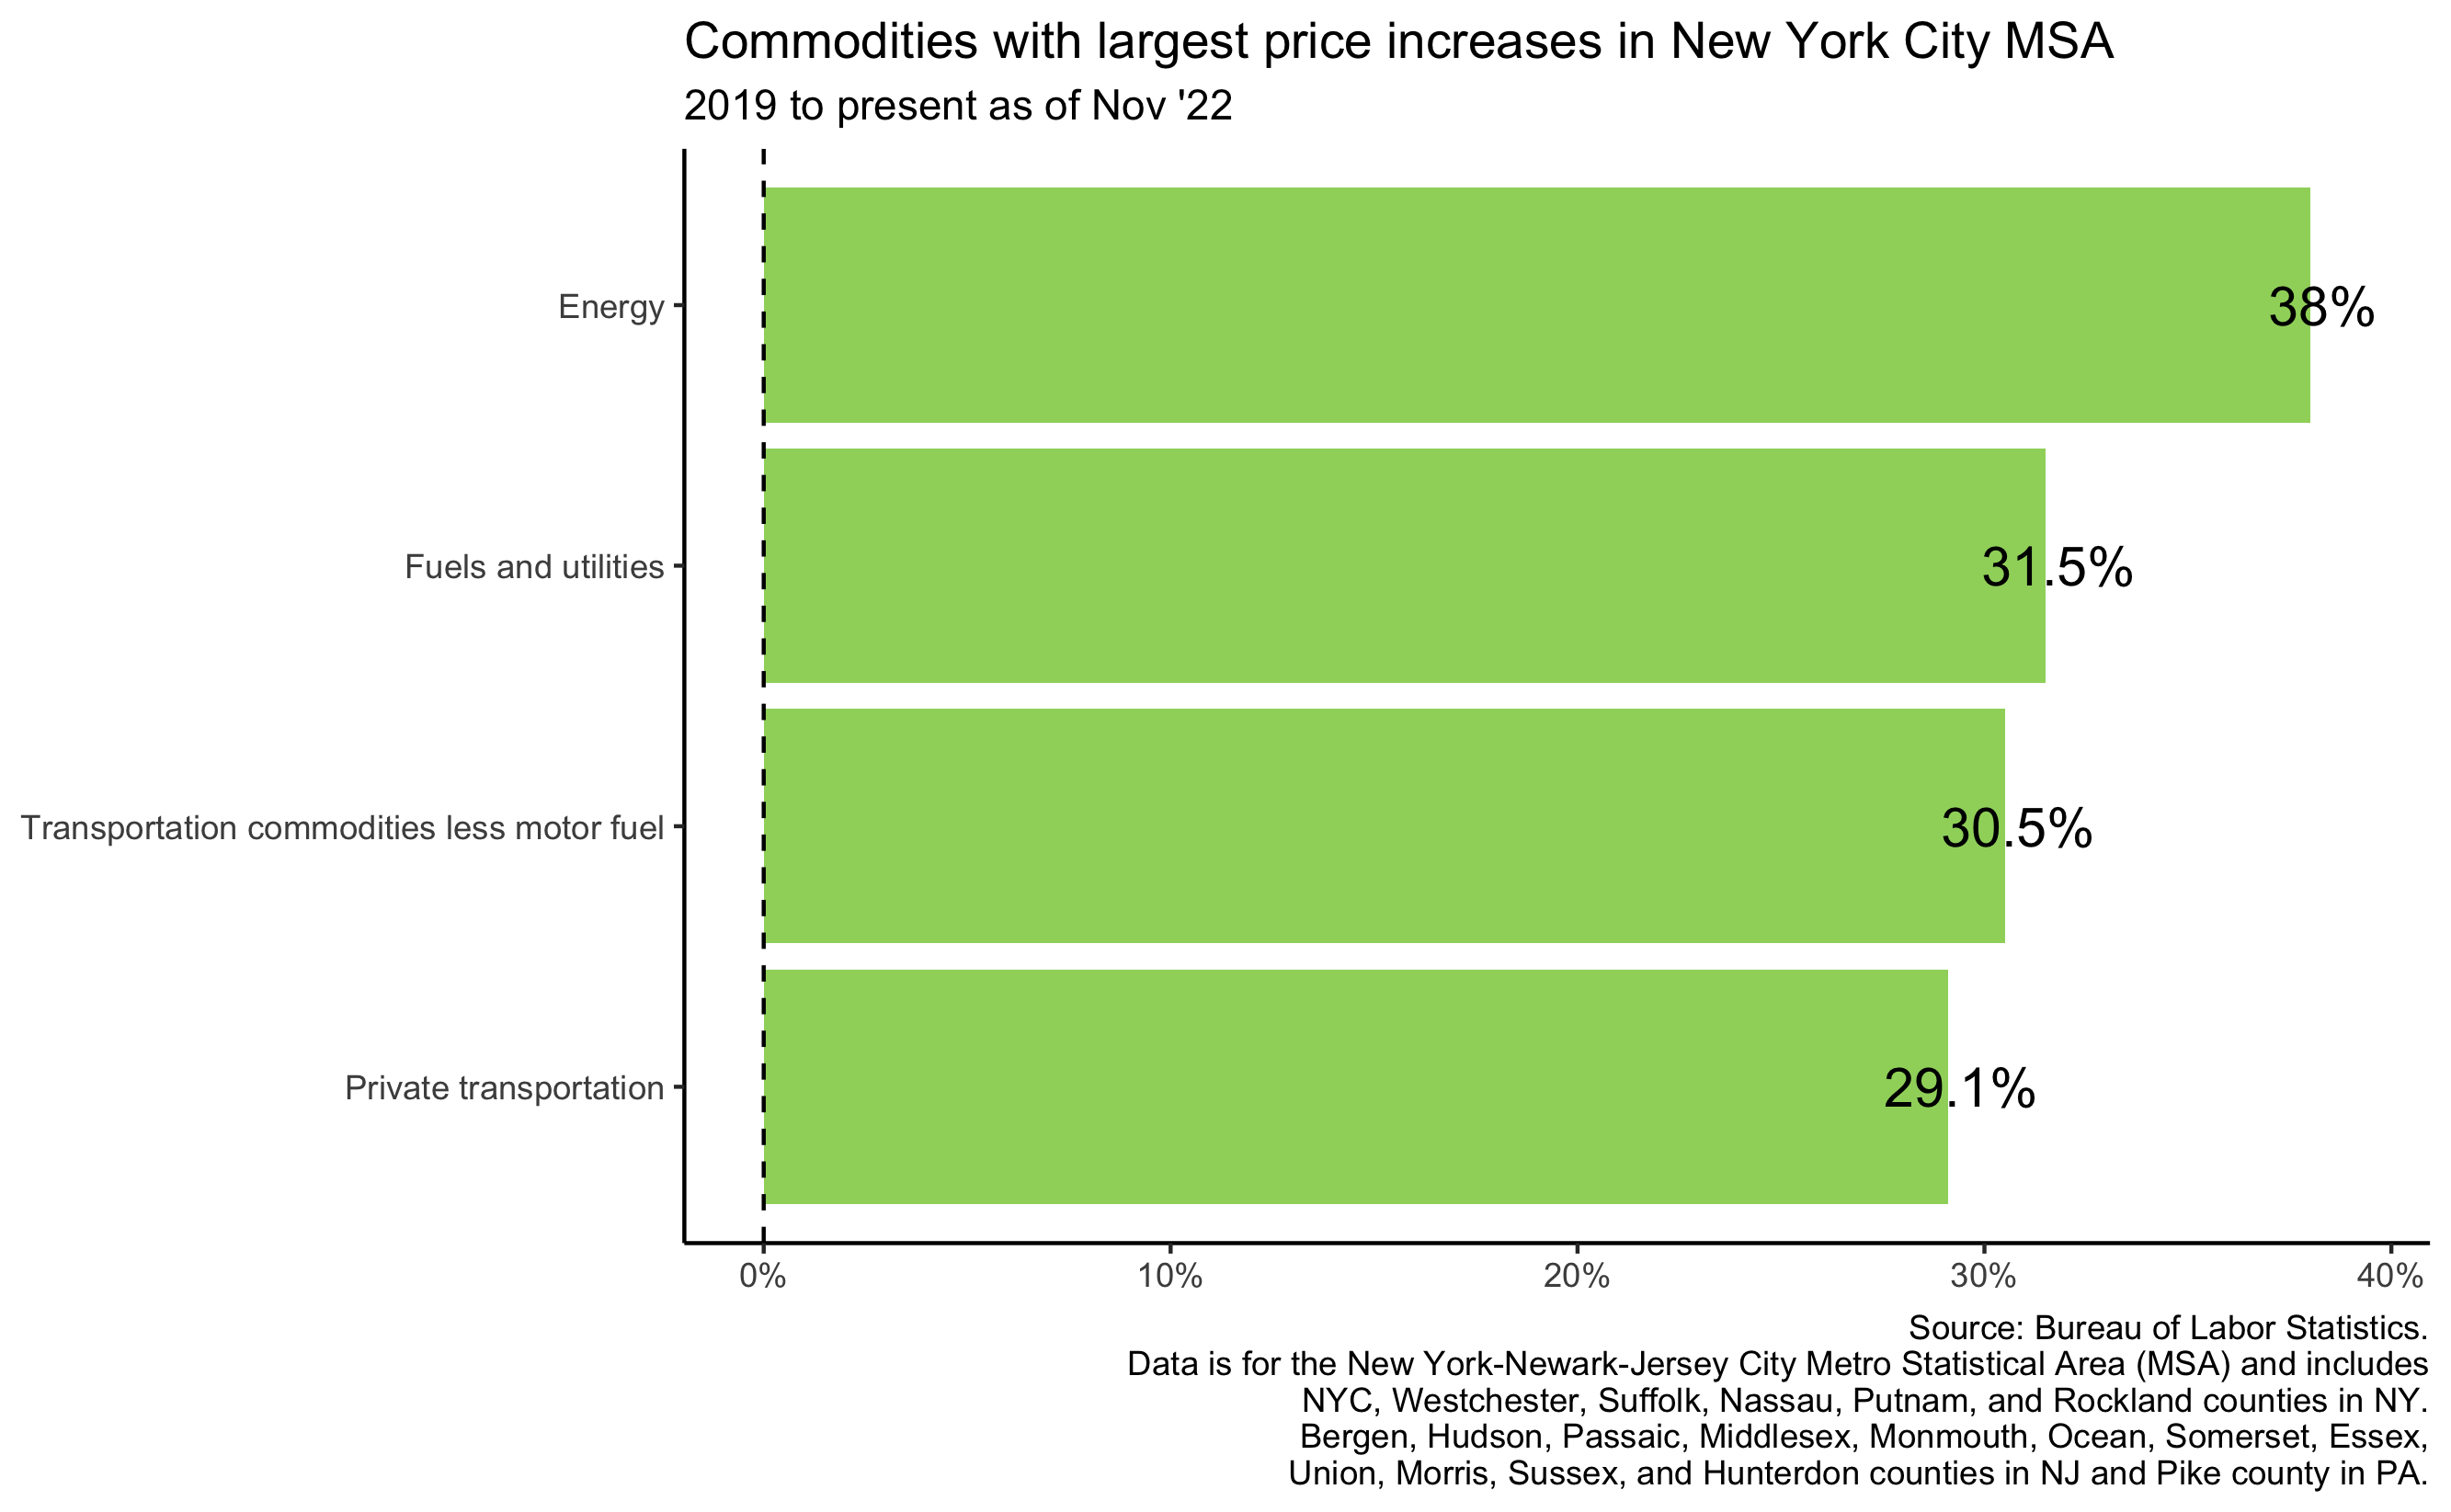 Commodities with largest price increases in New York City MSA
2019 to present as of Nov '22
Energy
38%
Fuels and utilities
31.5%
Transportation commodities less motor fuel
30.5%
Private transportation
29.1%
0% 10% 20% 30% 40%
Source: Bureau of Labor Statistics.
Data is for the New York-Newark-Jersey City Metro Statistical Area (MSA) and includes
NYC, Westchester, Suffolk, Nassau, Putnam, and Rockland counties in NY.
Bergen, Hudson, Passaic, Middlesex, Monmouth, Ocean, Somerset, Essex,
Union, Morris, Sussex, and Hunterdon counties in NJ and Pike county in PA.